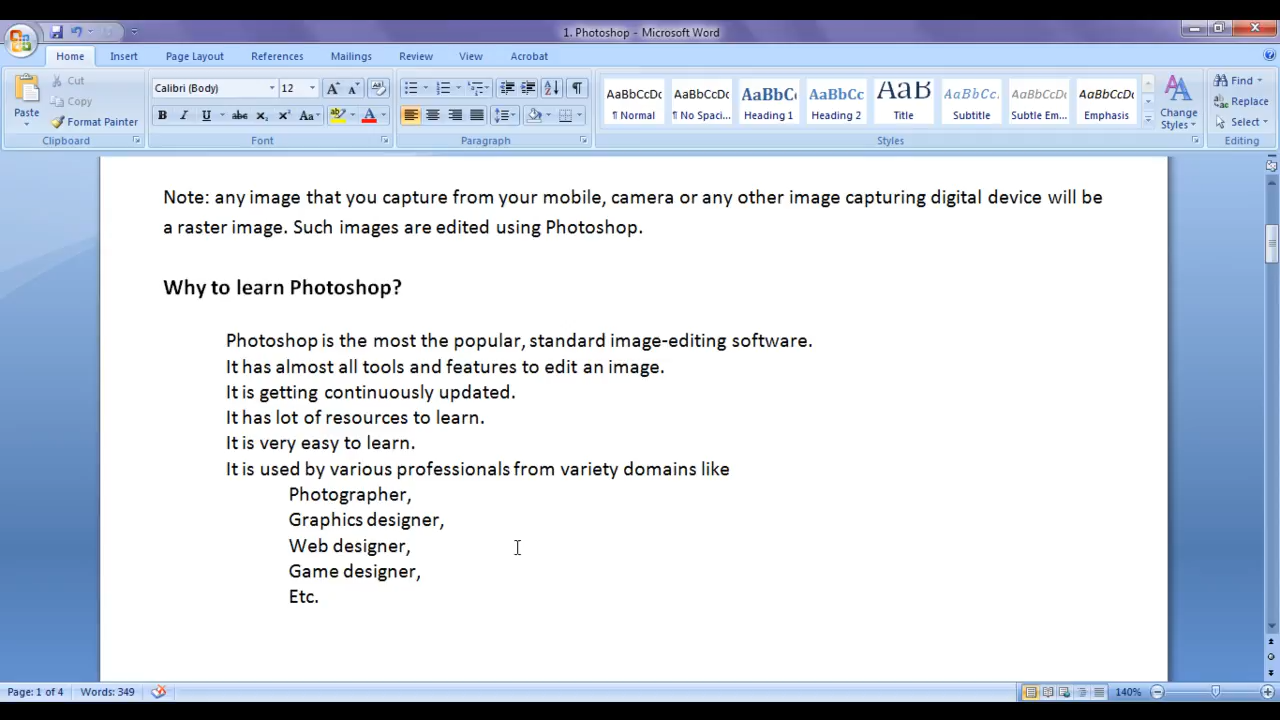 1. Photoshop - Microsoft Word
Home Insert Page Layout References Mailings Review View Acrobat
Paste
Cut
Copy
Format Painter
Clipboard
Calibri (Body) 12
B I U abc x₂ x² Aa
Font
Paragraph
AaBbCcDc AaBbCcDc AaBbC AaBbCc AaB AaBbCc. AaBbCcDc AaBbCcDc
¶ Normal ¶ No Spaci... Heading 1 Heading 2 Title Subtitle Subtle Em... Emphasis
Change Styles
Styles
Find
Replace
Select
Editing
Note: any image that you capture from your mobile, camera or any other image capturing digital device will be
a raster image. Such images are edited using Photoshop.
Why to learn Photoshop?
Photoshop is the most the popular, standard image-editing software.
It has almost all tools and features to edit an image.
It is getting continuously updated.
It has lot of resources to learn.
It is very easy to learn.
It is used by various professionals from variety domains like
Photographer,
Graphics designer,
Web designer,
Game designer,
Etc.
Page: 1 of 4 Words: 349 140%